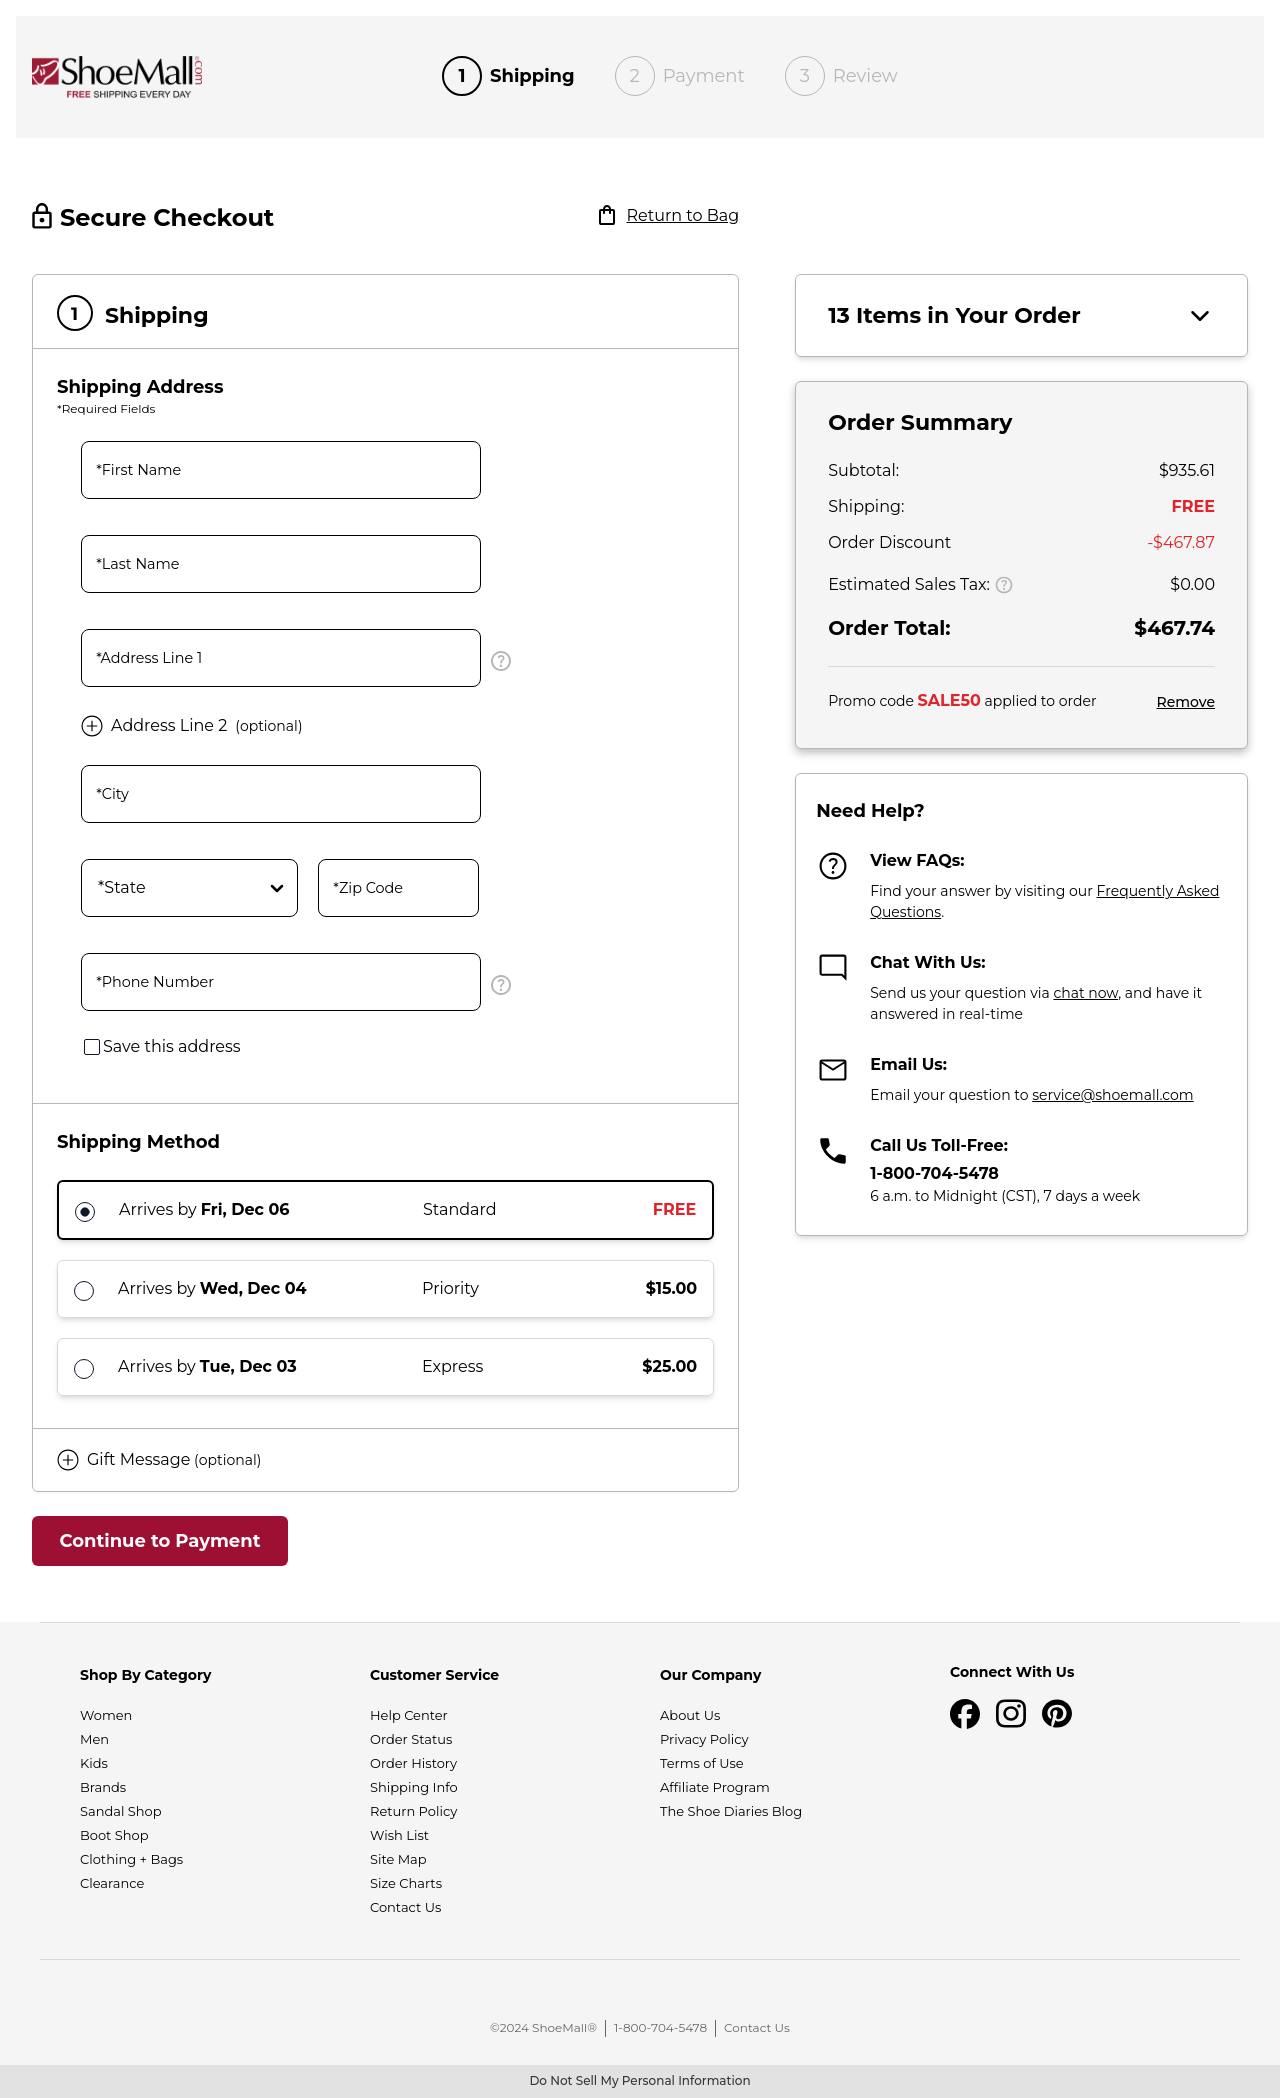 ShoeMall.com
FREE SHIPPING EVERY DAY
1 Shipping
2 Payment
3 Review
Secure Checkout
Return to Bag
1 Shipping
Shipping Address
*Required Fields
*First Name
*Last Name
*Address Line 1
?
Address Line 2 (optional)
*City
*State
*Zip Code
*Phone Number
?
Save this address
Shipping Method
Arrives by Fri, Dec 06 Standard FREE
Arrives by Wed, Dec 04 Priority $15.00
Arrives by Tue, Dec 03 Express $25.00
Gift Message (optional)
Continue to Payment
13 Items in Your Order
Order Summary
Subtotal: $935.61
Shipping: FREE
Order Discount -$467.87
Estimated Sales Tax: ? $0.00
Order Total: $467.74
Promo code SALE50 applied to order Remove
Need Help?
?
View FAQs:
Find your answer by visiting our Frequently Asked
Questions.
Chat With Us:
Send us your question via chat now, and have it
answered in real-time
Email Us:
Email your question to service@shoemall.com
Call Us Toll-Free:
1-800-704-5478
6 a.m. to Midnight (CST), 7 days a week
Shop By Category
Women
Men
Kids
Brands
Sandal Shop
Boot Shop
Clothing + Bags
Clearance
Customer Service
Help Center
Order Status
Order History
Shipping Info
Return Policy
Wish List
Site Map
Size Charts
Contact Us
Our Company
About Us
Privacy Policy
Terms of Use
Affiliate Program
The Shoe Diaries Blog
Connect With Us
©2024 ShoeMall® | 1-800-704-5478 | Contact Us
Do Not Sell My Personal Information